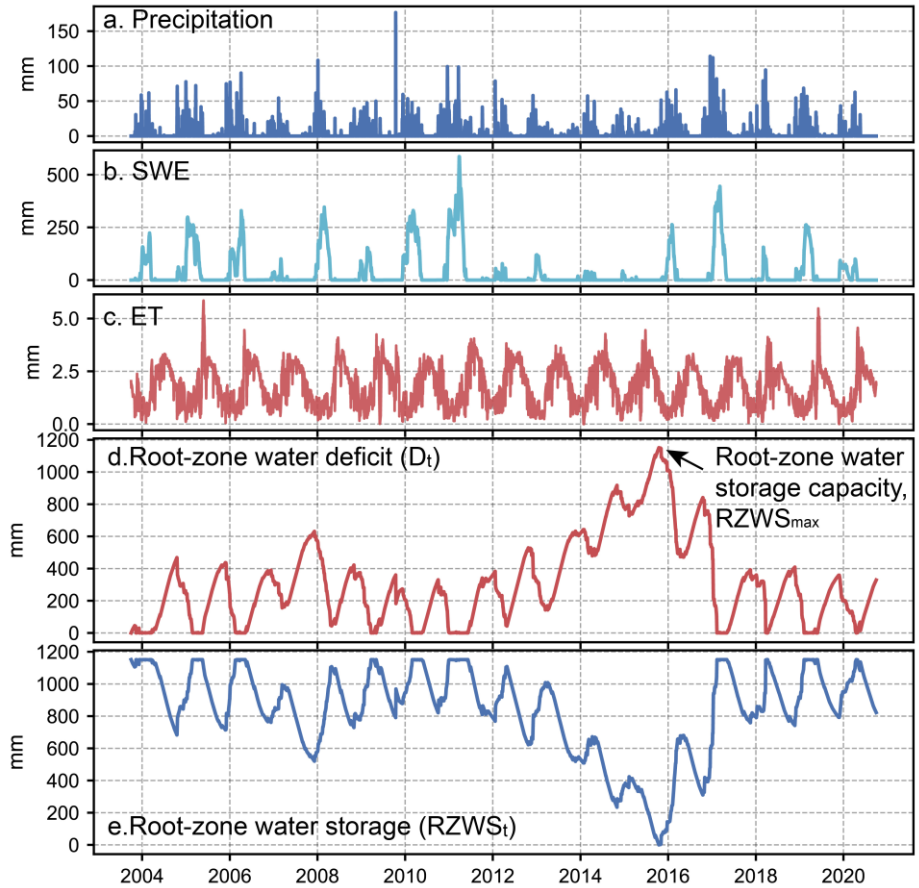 a. Precipitation
150
100
50
0
mm
b. SWE
500
250
0
mm
c. ET
5.0
2.5
0.0
mm
1200
d.Root-zone water deficit (Dₜ)
Root-zone water
storage capacity,
RZWSmax
1000
800
600
400
200
0
mm
1200
1000
800
600
400
200
0
mm
e.Root-zone water storage (RZWSₜ)
2004 2006 2008 2010 2012 2014 2016 2018 2020